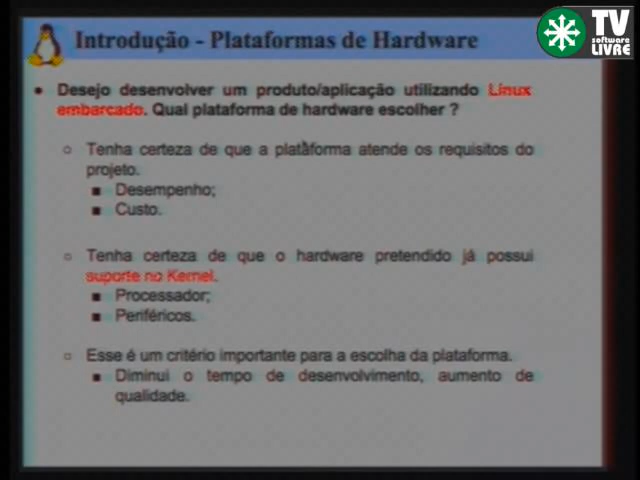 Introdução - Plataformas de Hardware
TV
software
LIVRE
● Desejo desenvolver um produto/aplicação utilizando Linux
embarcado. Qual plataforma de hardware escolher ?
○ Tenha certeza de que a plataforma atende os requisitos do
projeto.
■ Desempenho;
■ Custo.
○ Tenha certeza de que o hardware pretendido já possui
suporte no Kernel.
■ Processador;
■ Periféricos.
○ Esse é um critério importante para a escolha da plataforma.
■ Diminui o tempo de desenvolvimento, aumento de
qualidade.